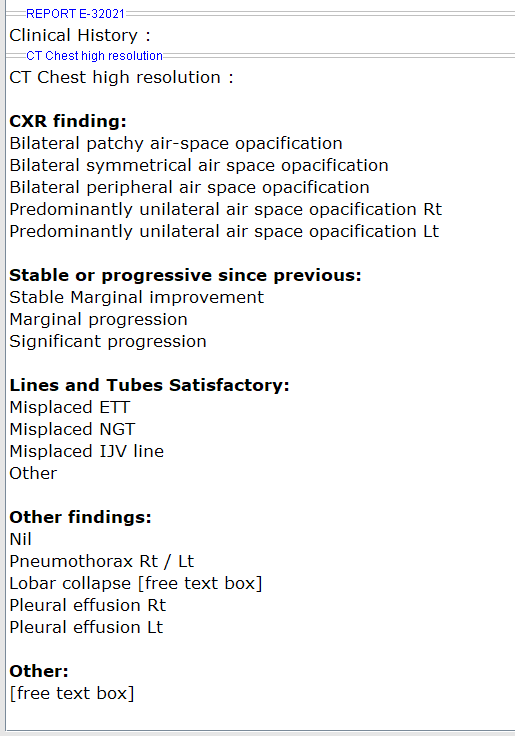 REPORT E-32021
Clinical History :
CT Chest high resolution
CT Chest high resolution :
CXR finding:
Bilateral patchy air-space opacification
Bilateral symmetrical air space opacification
Bilateral peripheral air space opacification
Predominantly unilateral air space opacification Rt
Predominantly unilateral air space opacification Lt
Stable or progressive since previous:
Stable Marginal improvement
Marginal progression
Significant progression
Lines and Tubes Satisfactory:
Misplaced ETT
Misplaced NGT
Misplaced IJV line
Other
Other findings:
Nil
Pneumothorax Rt / Lt
Lobar collapse [free text box]
Pleural effusion Rt
Pleural effusion Lt
Other:
[free text box]